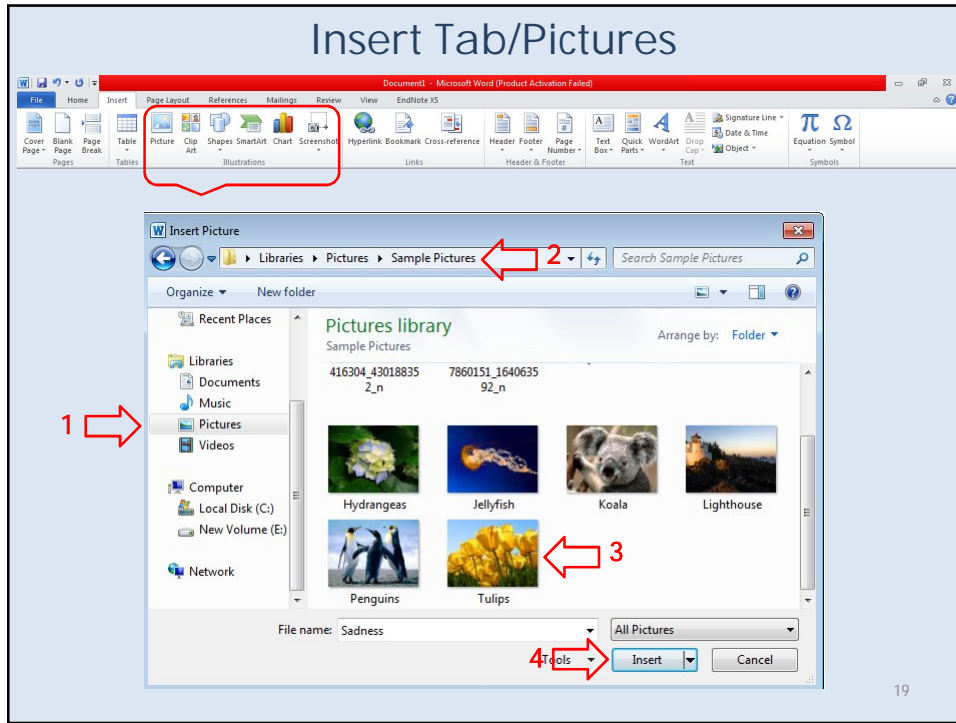 Insert Tab/Pictures
Document1 - Microsoft Word (Product Activation Failed)
File Home Insert Page Layout References Mailings Review View EndNote X5
Cover Page Blank Page Page Break Table Picture Clip Art Shapes SmartArt Chart Screenshot Hyperlink Bookmark Cross-reference Header Footer Page Number Text Box Quick Parts WordArt Drop Cap Signature Line Date & Time Object Equation Symbol
Pages Tables Illustrations Links Header & Footer Text Symbols
Insert Picture
Libraries Pictures Sample Pictures 2 Search Sample Pictures
Organize New folder
Recent Places
Libraries
Documents
Music
1 Pictures
Videos
Computer
Local Disk (C:)
New Volume (E:)
Network
Pictures library
Sample Pictures
Arrange by: Folder
416304_43018835 7860151_1640635
2_n 92_n
Hydrangeas Jellyfish Koala Lighthouse
3
Penguins Tulips
File name: Sadness All Pictures
4 Tools Insert Cancel
19